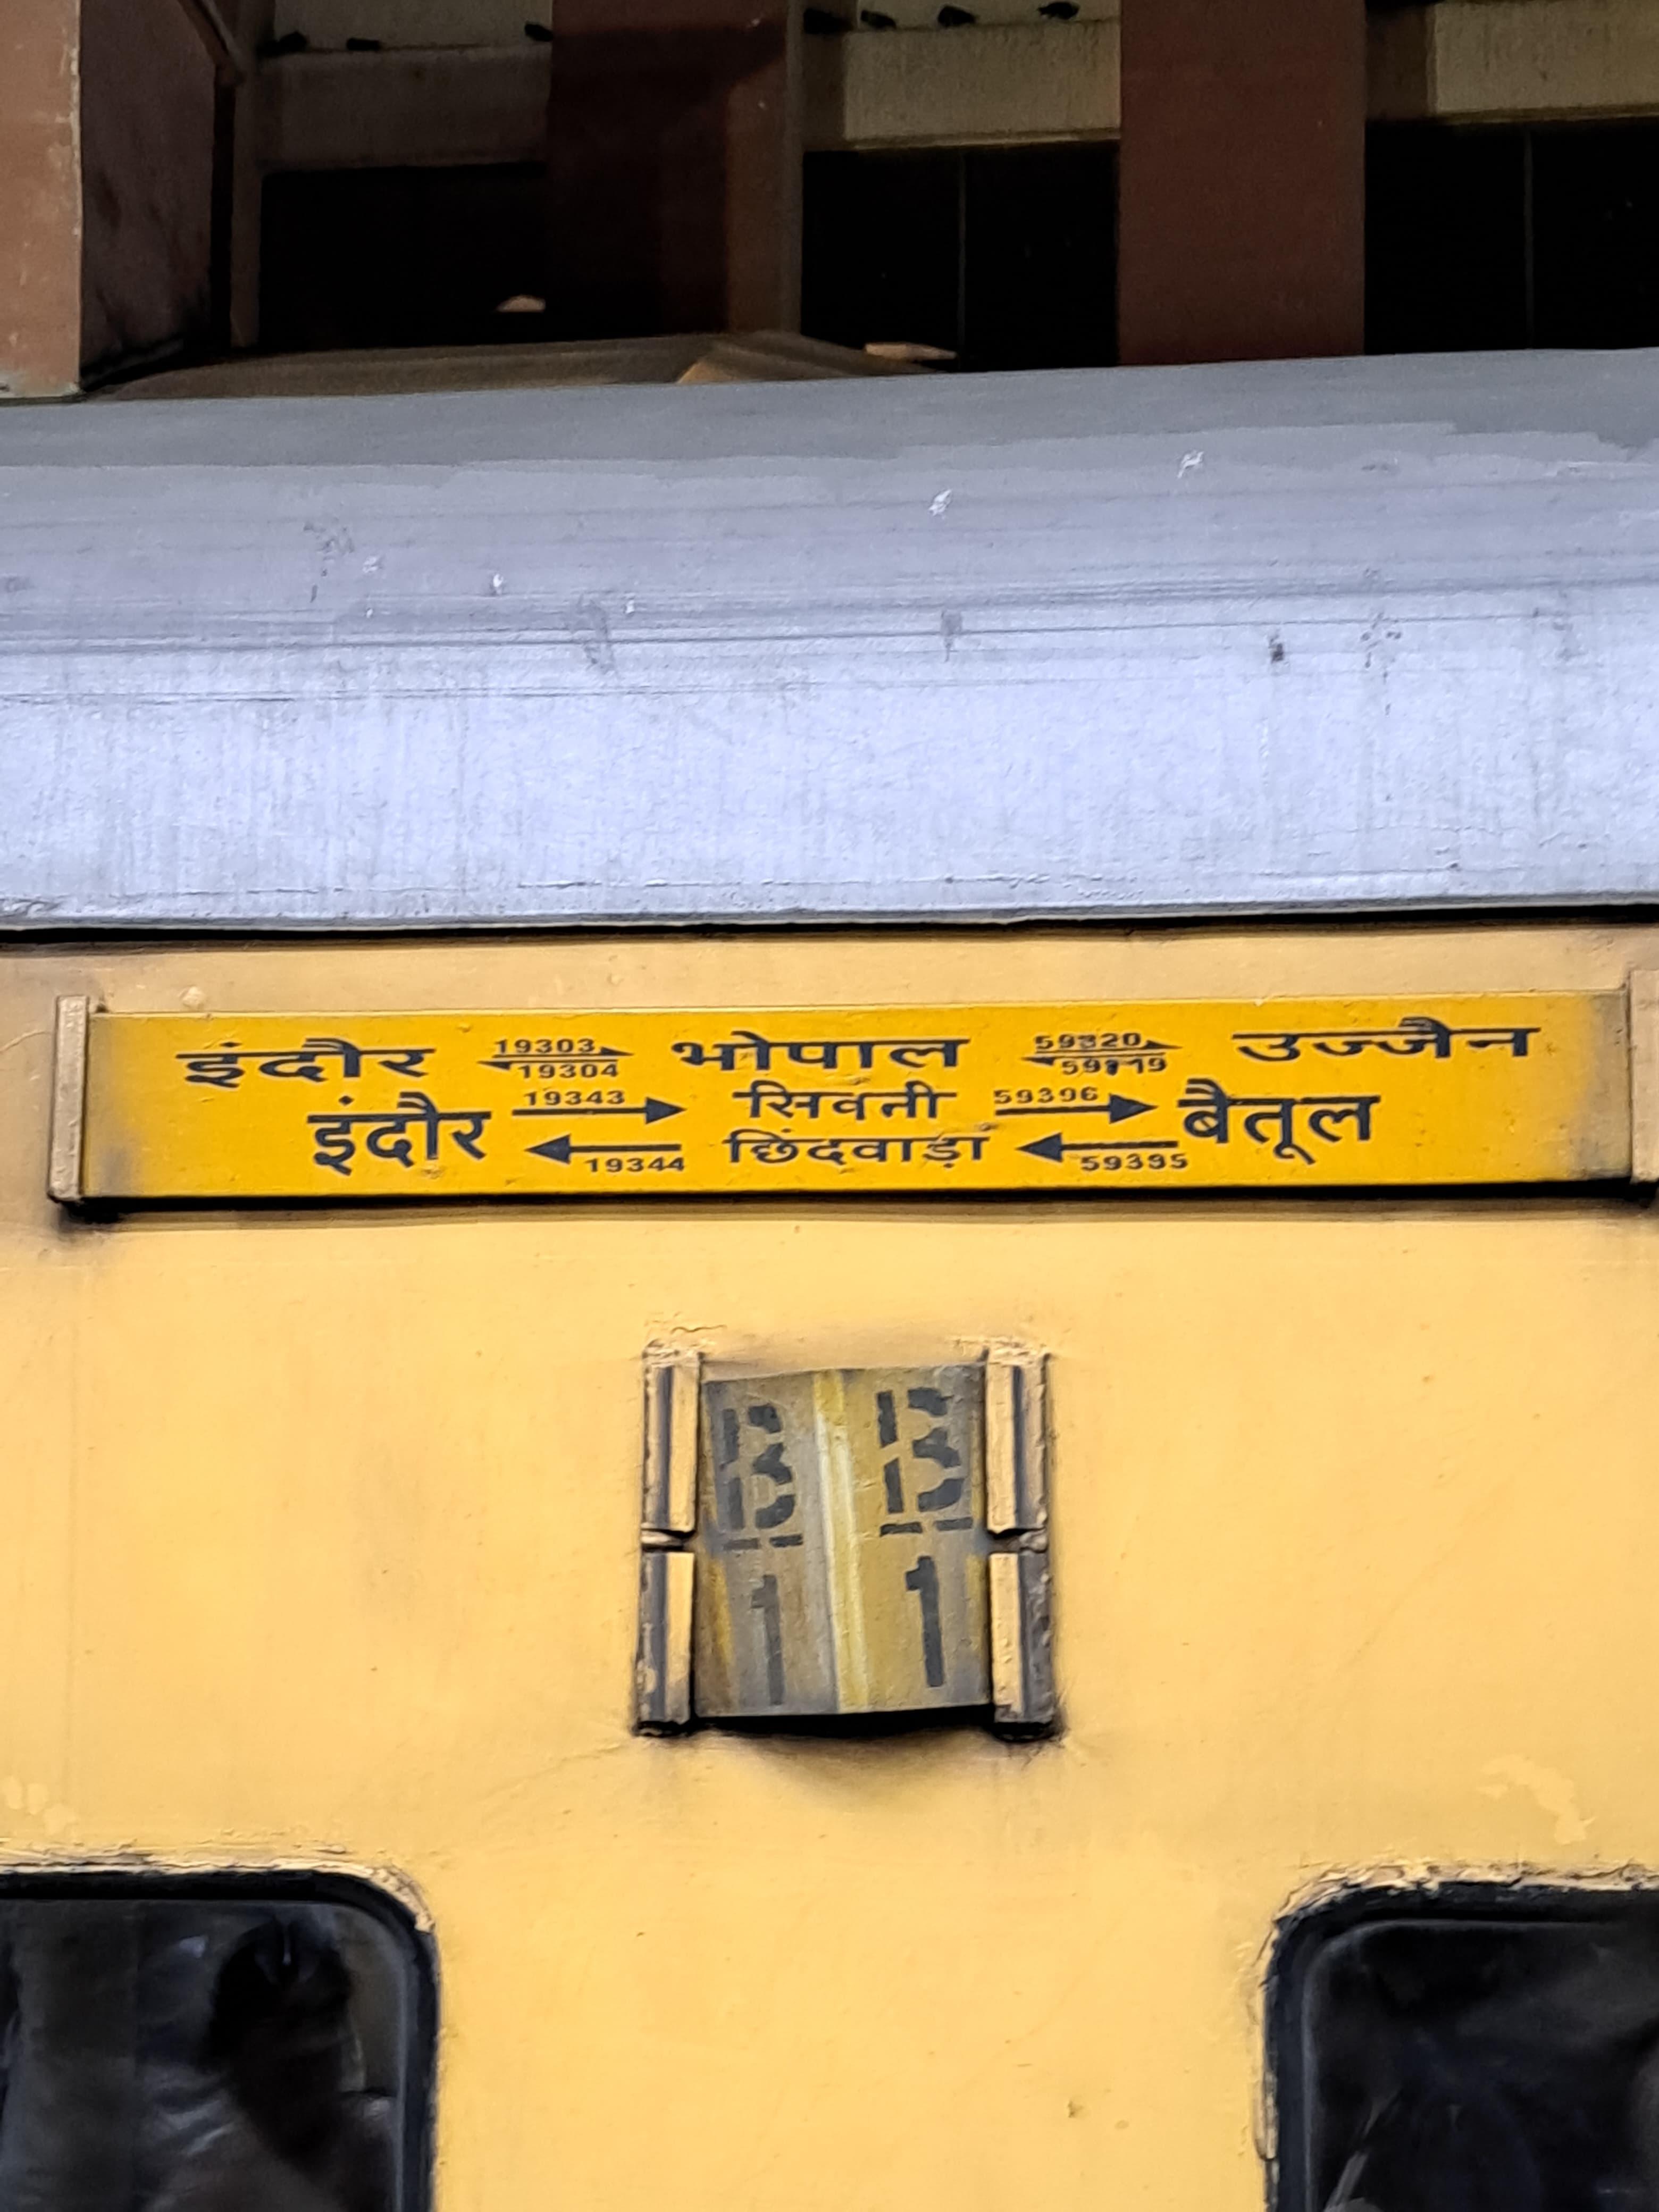 इंदौर 19303 19304 भोपाल 59320 59319 उज्जैन
इंदौर 19343 सिवनी 59396 बैतूल
19344 छिंदवाड़ा 59395
B B
1 1